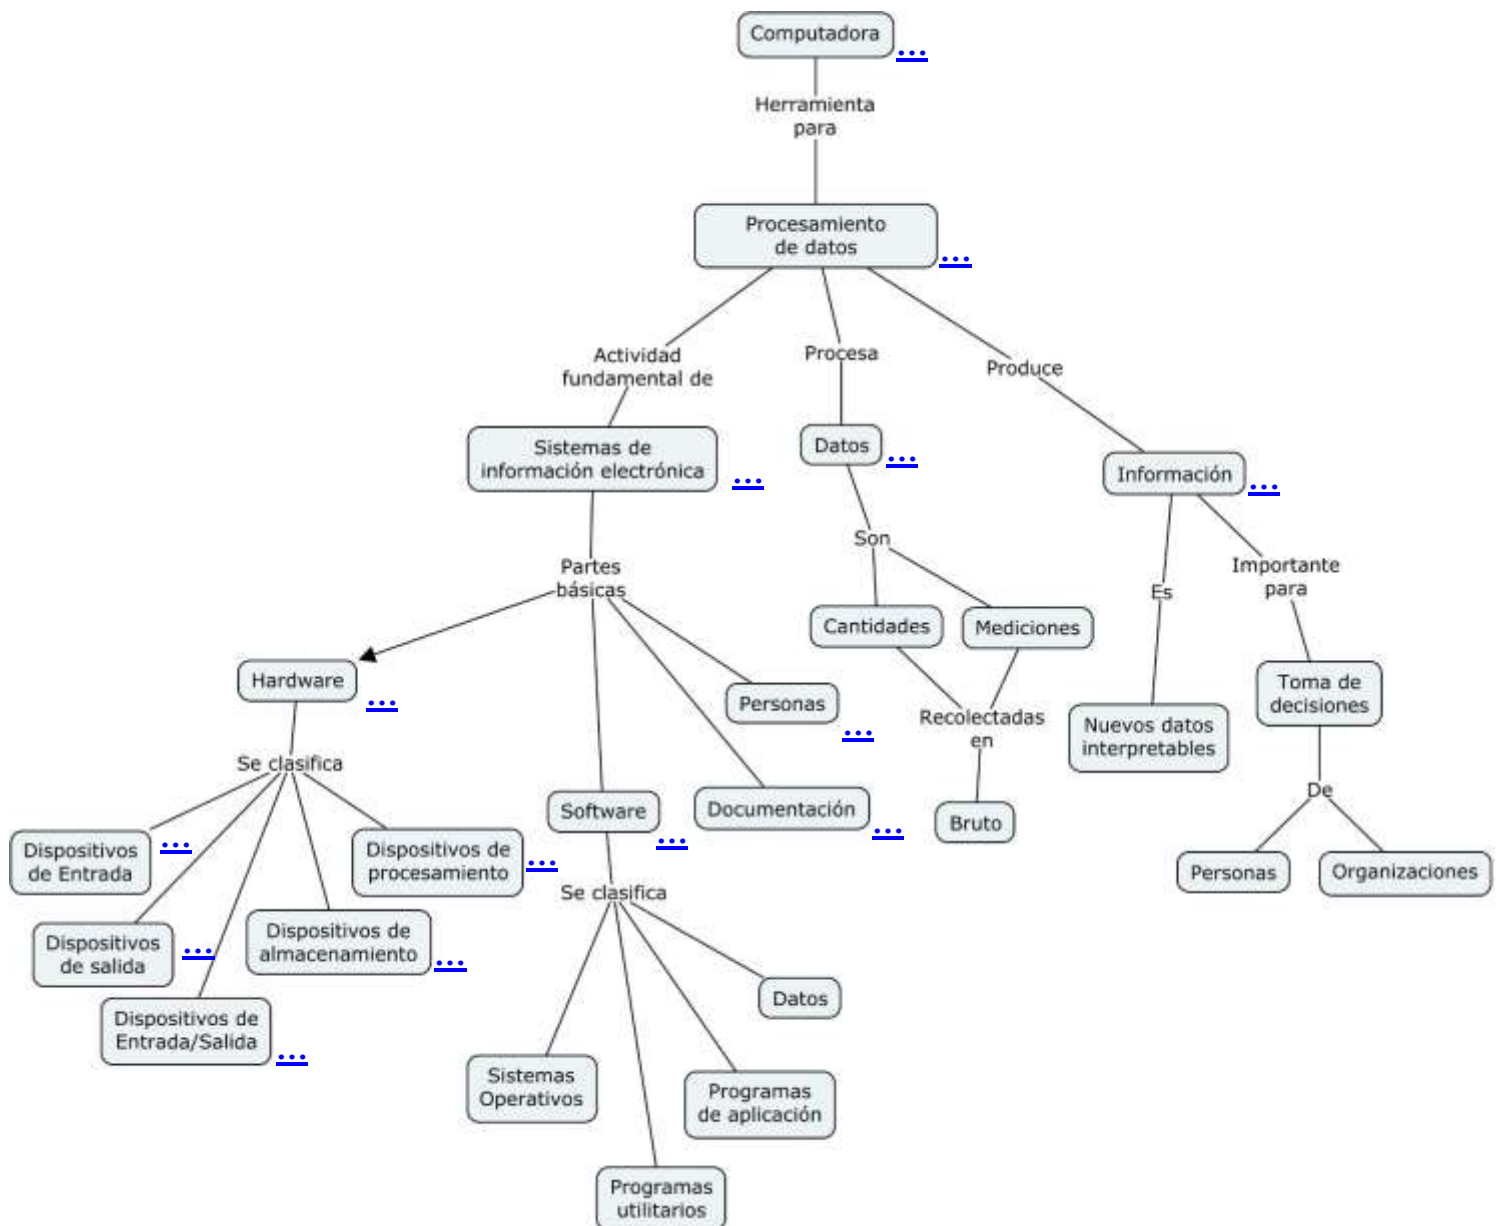 Computadora
...
Herramienta
para
Procesamiento
de datos
...
Actividad
fundamental de
Procesa
Produce
Sistemas de
información electrónica
...
Datos
...
Información
...
Partes
básicas
Son
Es
Importante
para
Cantidades
Mediciones
Hardware
...
Personas
...
Recolectadas
en
Nuevos datos
interpretables
Toma de
decisiones
Se clasifica
Software
...
Documentación
...
Bruto
De
Personas
Organizaciones
Dispositivos
de Entrada
...
Dispositivos de
procesamiento
...
Dispositivos
de salida
...
Dispositivos de
almacenamiento
...
Dispositivos de
Entrada/Salida
...
Se clasifica
Datos
Sistemas
Operativos
Programas
de aplicación
Programas
utilitarios